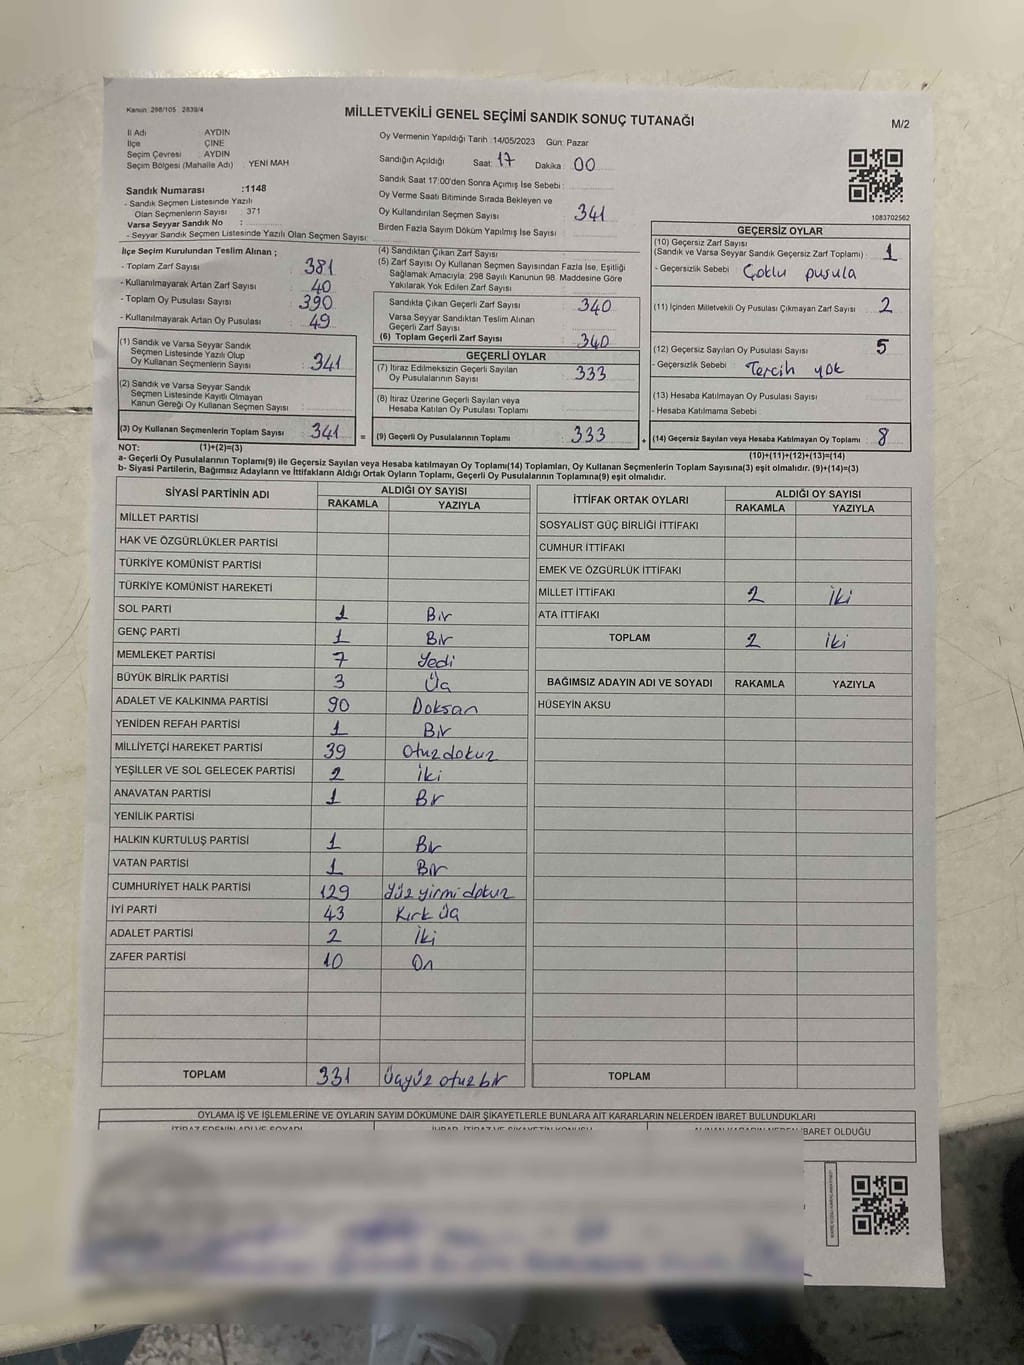 Kanun: 298/105 2839/4
MİLLETVEKİLİ GENEL SEÇİMİ SANDIK SONUÇ TUTANAĞI
M/2
İl Adı AYDIN
İlçe ÇİNE
Seçim Çevresi AYDIN
Seçim Bölgesi (Mahalle Adı) : YENİ MAH
Sandık Numarası :1148
- Sandık Seçmen Listesinde Yazılı
Olan Seçmenlerin Sayısı : 371
Varsa Seyyar Sandık No :
- Seyyar Sandık Seçmen Listesinde Yazılı Olan Seçmen Sayısı:
Oy Vermenin Yapıldığı Tarih :14/05/2023 Gün: Pazar
Sandığın Açıldığı Saat: 17 Dakika: 00
Sandık Saat 17:00'den Sonra Açımış İse Sebebi :
Oy Verme Saati Bitiminde Sırada Bekleyen ve
Oy Kullandırılan Seçmen Sayısı : 341
Birden Fazla Sayım Döküm Yapılmış İse Sayısı :
1083702562
İlçe Seçim Kurulundan Teslim Alınan ;
- Toplam Zarf Sayısı : 381
- Kullanılmayarak Artan Zarf Sayısı : 40
- Toplam Oy Pusulası Sayısı : 390
- Kullanılmayarak Artan Oy Pusulası : 49
(1) Sandık ve Varsa Seyyar Sandık
Seçmen Listesinde Yazılı Olup
Oy Kullanan Seçmenlerin Sayısı : 341
(2) Sandık ve Varsa Seyyar Sandık
Seçmen Listesinde Kayıtlı Olmayan
Kanun Gereği Oy Kullanan Seçmen Sayısı :
(3) Oy Kullanan Seçmenlerin Toplam Sayısı : 341
(4) Sandıktan Çıkan Zarf Sayısı :
(5) Zarf Sayısı Oy Kullanan Seçmen Sayısından Fazla İse, Eşitliği
Sağlamak Amacıyla; 298 Sayılı Kanunun 98. Maddesine Göre
Yakılarak Yok Edilen Zarf Sayısı :
Sandıkta Çıkan Geçerli Zarf Sayısı : 340
Varsa Seyyar Sandıktan Teslim Alınan
Geçerli Zarf Sayısı :
(6) Toplam Geçerli Zarf Sayısı : 340
GEÇERLİ OYLAR
(7) İtiraz Edilmeksizin Geçerli Sayılan
Oy Pusulalarının Sayısı : 333
(8) İtiraz Üzerine Geçerli Sayılan veya
Hesaba Katılan Oy Pusulası Toplamı :
= (9) Geçerli Oy Pusulalarının Toplamı : 333
GEÇERSİZ OYLAR
(10) Geçersiz Zarf Sayısı
(Sandık ve Varsa Seyyar Sandık Geçersiz Zarf Toplamı) : 1
- Geçersizlik Sebebi : Çoklu pusula
(11) İçinden Milletvekili Oy Pusulası Çıkmayan Zarf Sayısı : 2
(12) Geçersiz Sayılan Oy Pusulası Sayısı : 5
- Geçersizlik Sebebi : Tercih yok
(13) Hesaba Katılmayan Oy Pusulası Sayısı :
- Hesaba Katılmama Sebebi :
+ (14) Geçersiz Sayılan veya Hesaba Katılmayan Oy Toplamı : 8
NOT: (1)+(2)=(3)
(10)+(11)+(12)+(13)=(14)
a- Geçerli Oy Pusulalarının Toplamı(9) ile Geçersiz Sayılan veya Hesaba katılmayan Oy Toplamı(14) Toplamları, Oy Kullanan Seçmenlerin Toplam Sayısına(3) eşit olmalıdır. (9)+(14)=(3)
b- Siyasi Partilerin, Bağımsız Adayların ve İttifakların Aldığı Ortak Oyların Toplamı, Geçerli Oy Pusulalarının Toplamına(9) eşit olmalıdır.
SİYASİ PARTİNİN ADI ALDIĞI OY SAYISI
RAKAMLA YAZIYLA
MİLLET PARTİSİ
HAK VE ÖZGÜRLÜKLER PARTİSİ
TÜRKİYE KOMÜNİST PARTİSİ
TÜRKİYE KOMÜNİST HAREKETİ
SOL PARTİ 1 Bir
GENÇ PARTİ 1 Bir
MEMLEKET PARTİSİ 7 Yedi
BÜYÜK BİRLİK PARTİSİ 3 Üç
ADALET VE KALKINMA PARTİSİ 90 Doksan
YENİDEN REFAH PARTİSİ 1 Bir
MİLLİYETÇİ HAREKET PARTİSİ 39 Otuzdokuz
YEŞİLLER VE SOL GELECEK PARTİSİ 2 İki
ANAVATAN PARTİSİ 1 Bir
YENİLİK PARTİSİ
HALKIN KURTULUŞ PARTİSİ 1 Bir
VATAN PARTİSİ 1 Bir
CUMHURİYET HALK PARTİSİ 129 Yüz yirmi dokuz
İYİ PARTİ 43 Kırk Üç
ADALET PARTİSİ 2 İki
ZAFER PARTİSİ 10 On
TOPLAM 331 Üçyüz otuz bir
İTTİFAK ORTAK OYLARI ALDIĞI OY SAYISI
RAKAMLA YAZIYLA
SOSYALİST GÜÇ BİRLİĞİ İTTİFAKI
CUMHUR İTTİFAKI
EMEK VE ÖZGÜRLÜK İTTİFAKI
MİLLET İTTİFAKI 2 İki
ATA İTTİFAKI
TOPLAM 2 İki
BAĞIMSIZ ADAYIN ADI VE SOYADI RAKAMLA YAZIYLA
HÜSEYİN AKSU
TOPLAM
OYLAMA İŞ VE İŞLEMLERİNE VE OYLARIN SAYIM DÖKÜMÜNE DAİR ŞİKAYETLERLE BUNLARA AİT KARARLARIN NELERDEN İBARET BULUNDUKLARI
İTİRAZ EDENİN ADI VE SOYADI İHBAR, İTİRAZ VE ŞİKAYETİN KONUSU ALINAN KARARIN NEDEN İBARET OLDUĞU